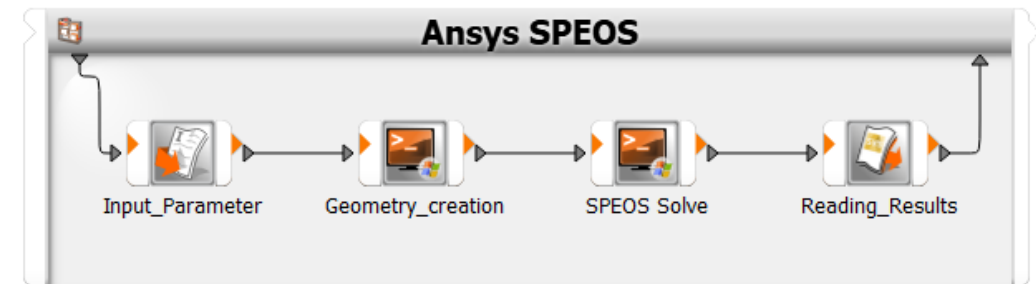 Ansys SPEOS
Input_Parameter
Geometry_creation
SPEOS Solve
Reading_Results